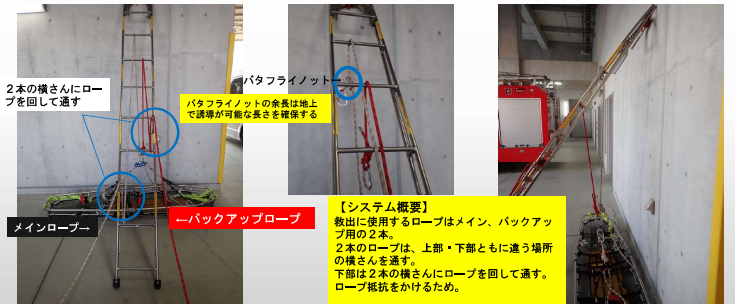 ２本の横さんにロー
プを回して通す
バタフライノットの余長は地上
で誘導が可能な長さを確保する
メインロープ→
←バックアップロープ
バタフライノット→
【システム概要】
救出に使用するロープはメイン、バックアッ
プ用の２本。
２本のロープは、上部・下部ともに違う場所
の横さんを通す。
下部は２本の横さんにロープを回して通す。
ロープ抵抗をかけるため。